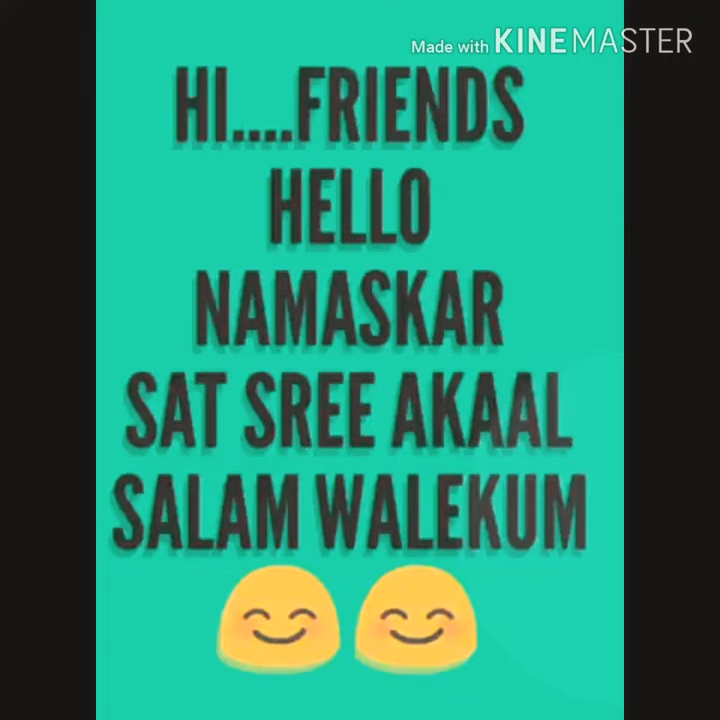 Made with KINEMASTER
HI....FRIENDS
HELLO
NAMASKAR
SAT SREE AKAAL
SALAM WALEKUM